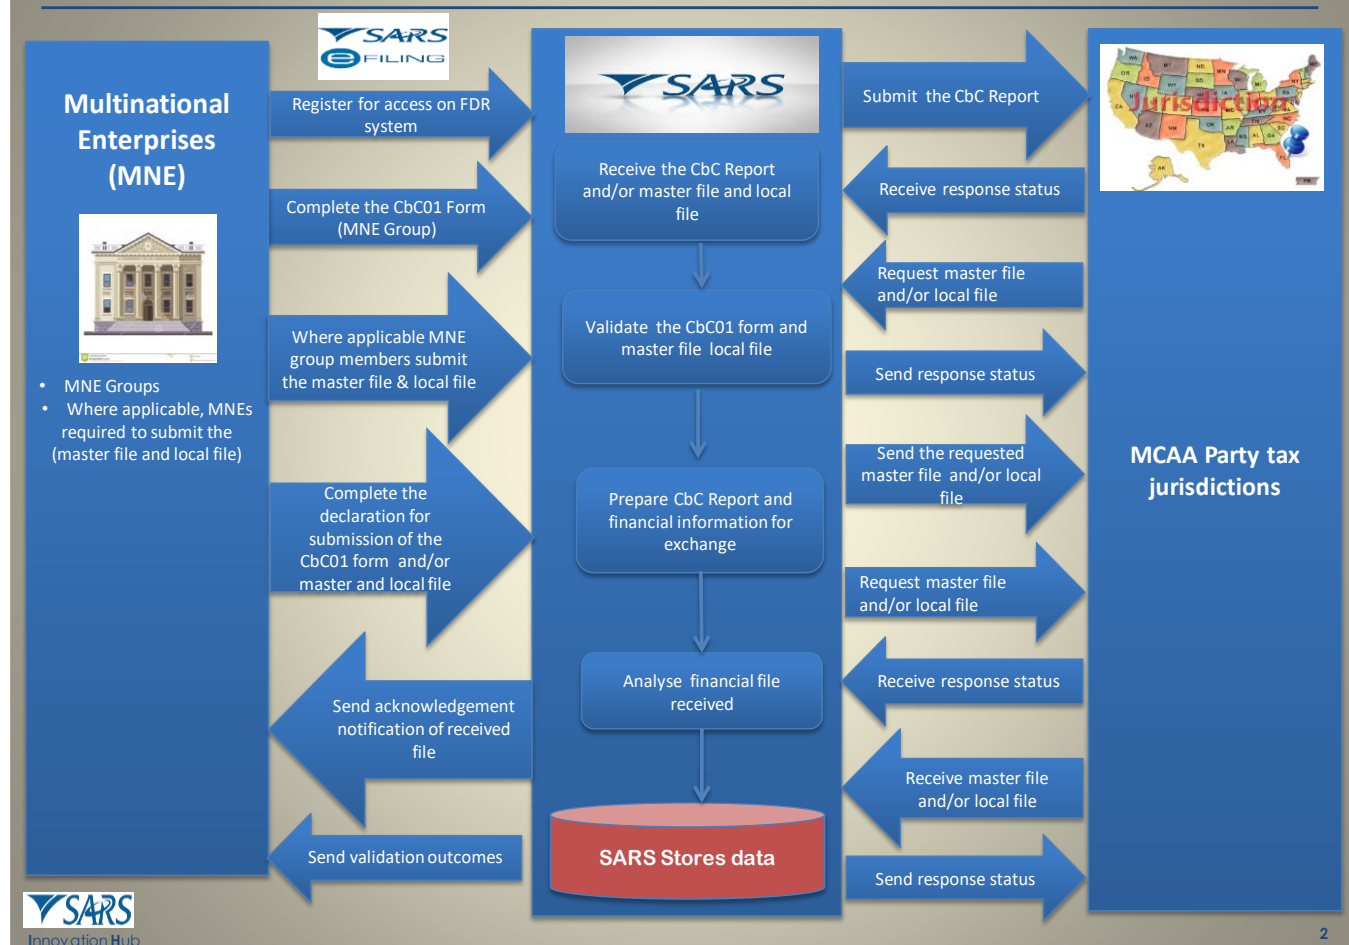 SARS
e FILING
Multinational
Enterprises
(MNE)
• MNE Groups
• Where applicable, MNEs
required to submit the
(master file and local file)
Register for access on FDR
system
Complete the CbC01 Form
(MNE Group)
Where applicable MNE
group members submit
the master file & local file
Complete the
declaration for
submission of the
CbC01 form and/or
master and local file
Send acknowledgement
notification of received
file
Send validation outcomes
SARS
Receive the CbC Report
and/or master file and local
file
Validate the CbC01 form and
master file local file
Prepare CbC Report and
financial information for
exchange
Analyse financial file
received
SARS Stores data
Submit the CbC Report
Receive response status
Request master file
and/or local file
Send response status
Send the requested
master file and/or local
file
Request master file
and/or local file
Receive response status
Receive master file
and/or local file
Send response status
Jurisdiction
MCAA Party tax
jurisdictions
SARS
Innovation Hub
2